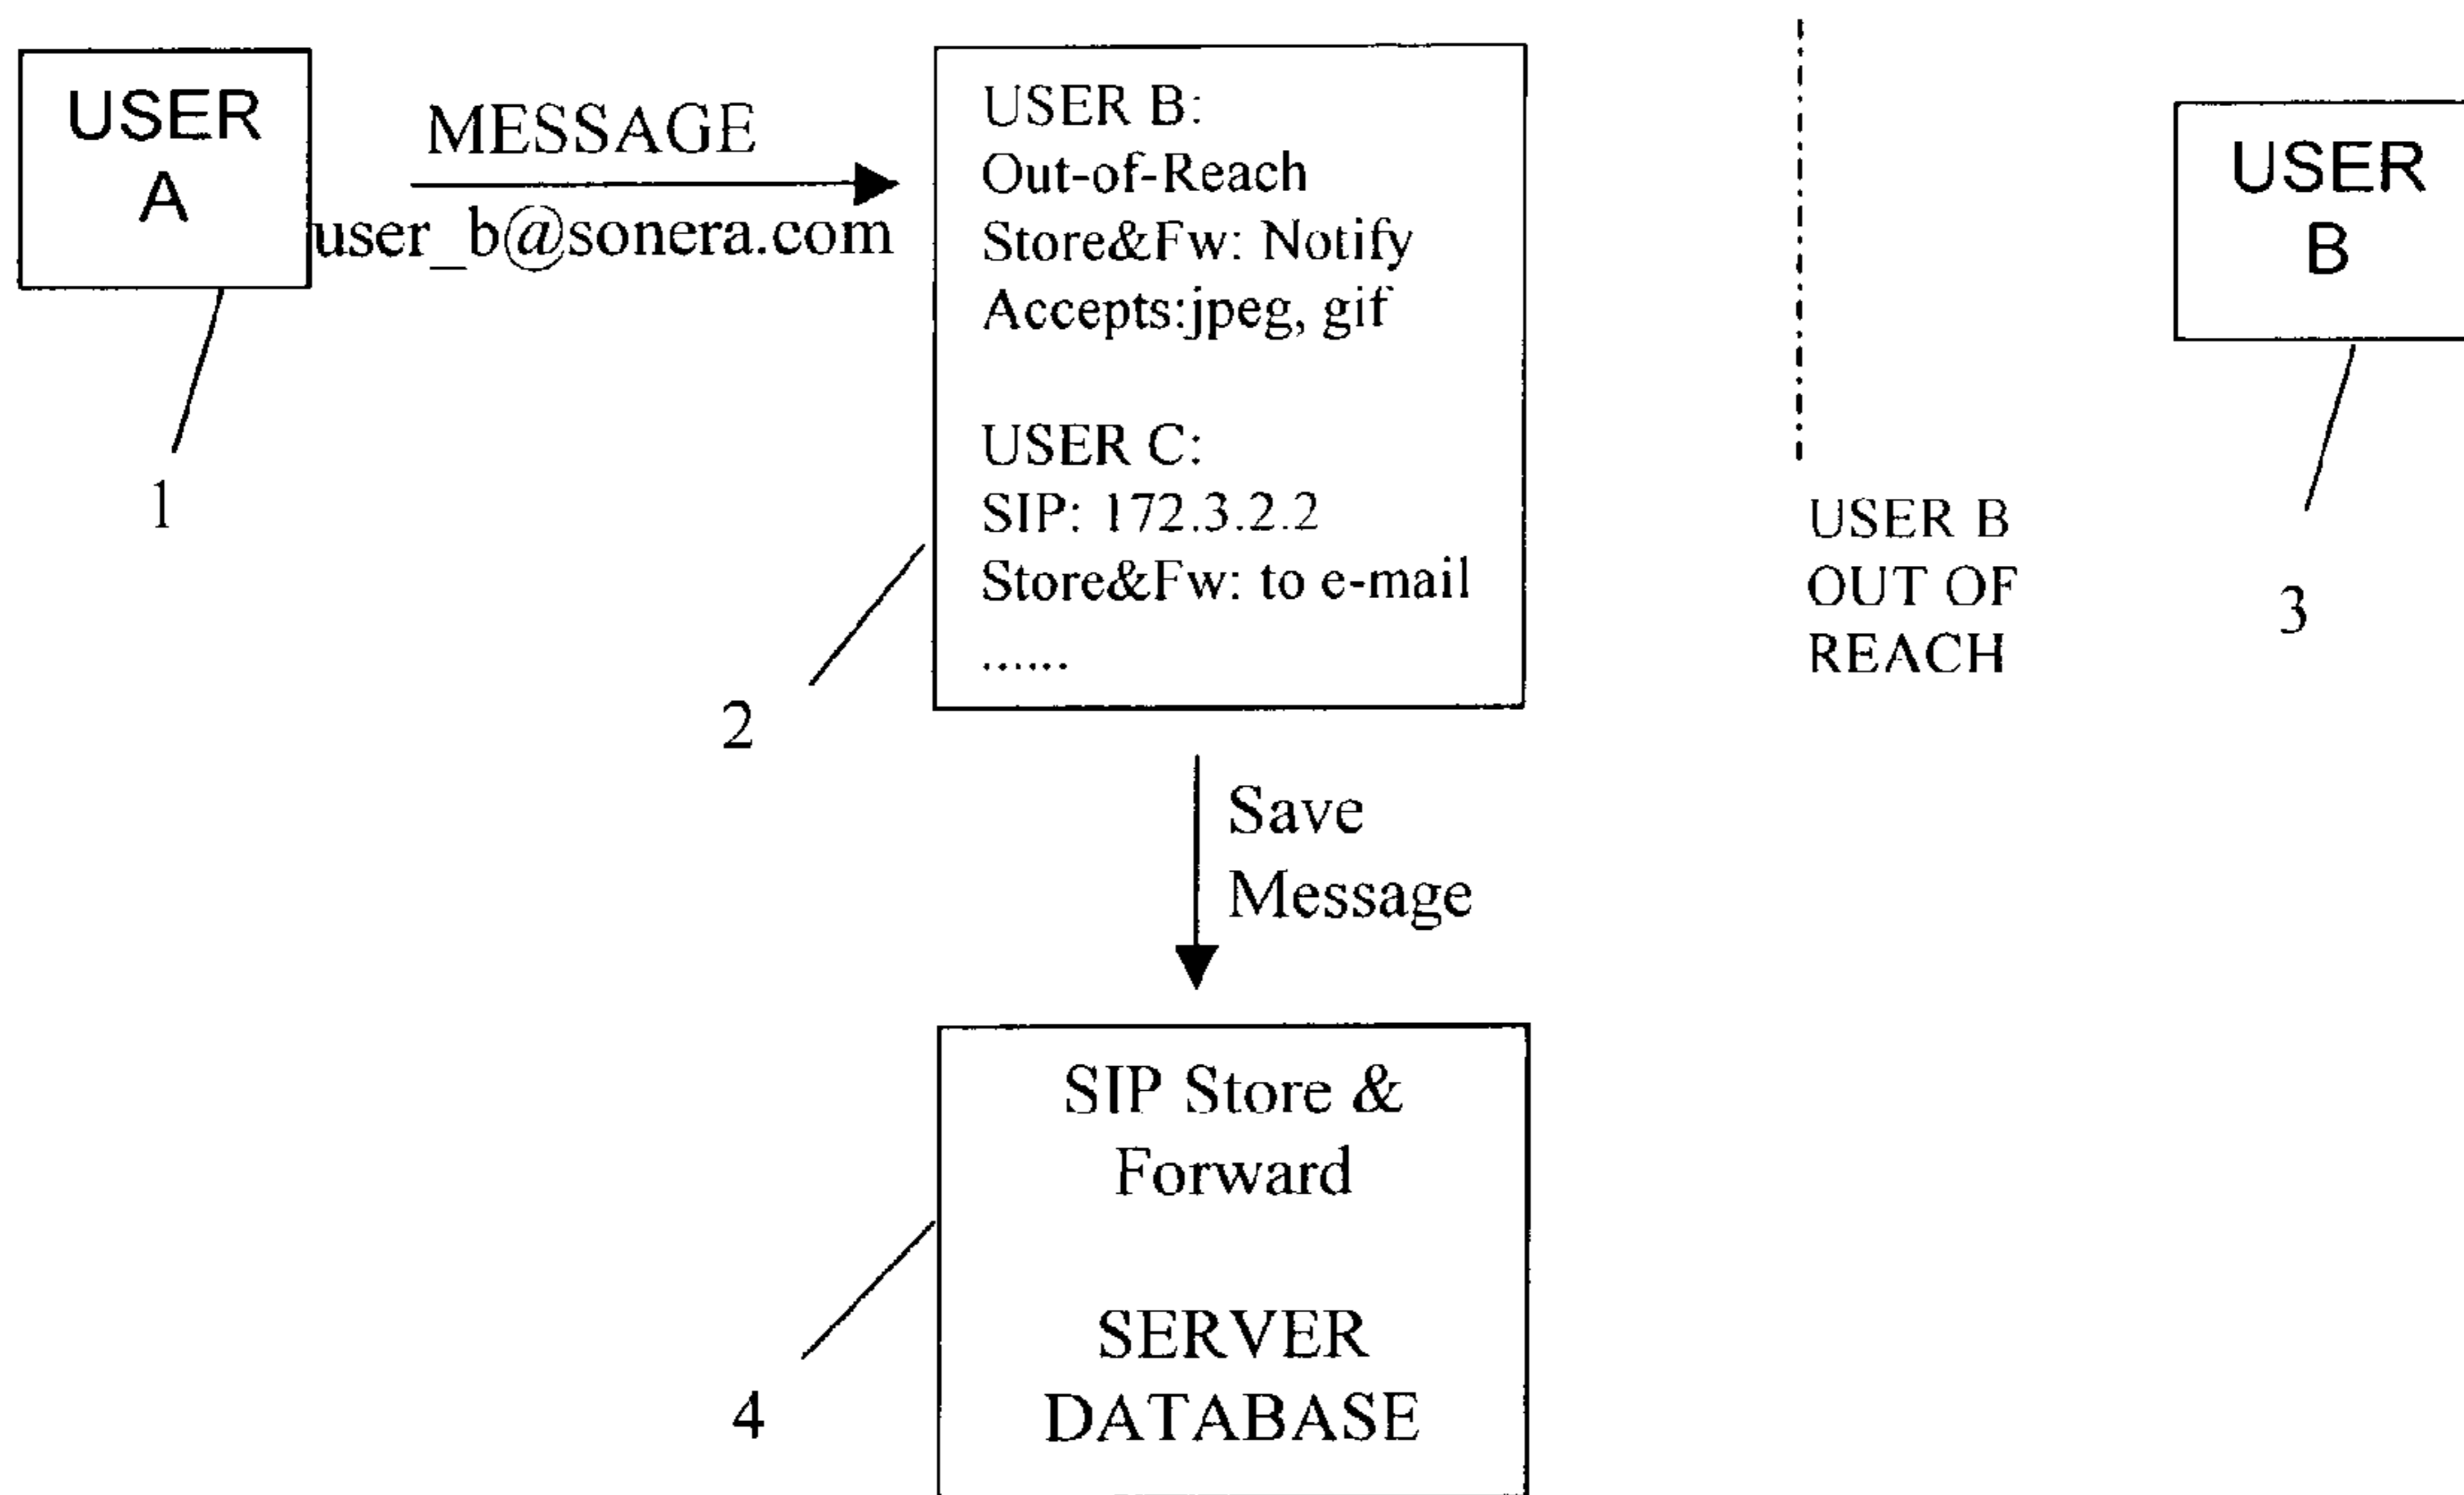 USER
A
1
MESSAGE
user_b@sonera.com
USER B:
Out-of-Reach
Store&Fw: Notify
Accepts:jpeg, gif
USER C:
SIP: 172.3.2.2
Store&Fw: to e-mail
......
2
USER B
OUT OF
REACH
USER
B
3
Save
Message
SIP Store &
Forward
SERVER
DATABASE
4